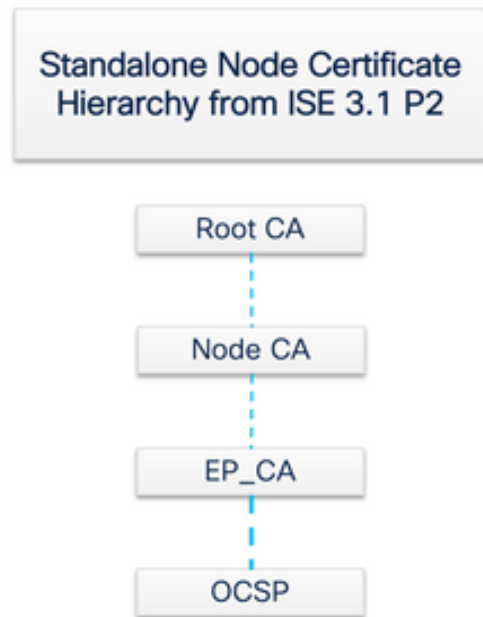 Standalone Node Certificate
Hierarchy from ISE 3.1 P2
Root CA
Node CA
EP_CA
OCSP